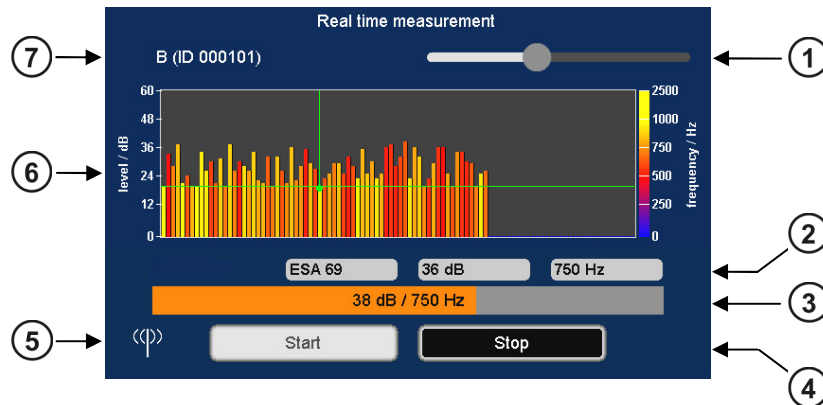 Real time measurement
7
B (ID 000101)
1
60
48
36
24
12
0
level / dB
2500
1000
750
500
250
0
frequency / Hz
6
2
ESA 69
36 dB
750 Hz
38 dB / 750 Hz
3
5
Start
Stop
4